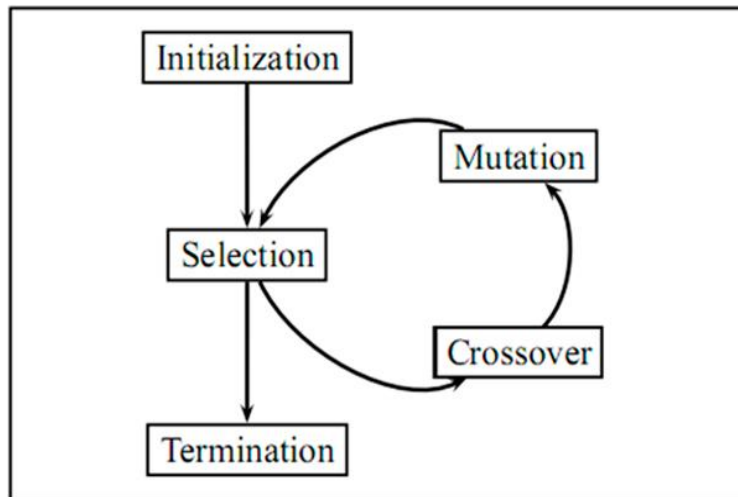 Initialization
Mutation
Selection
Crossover
Termination